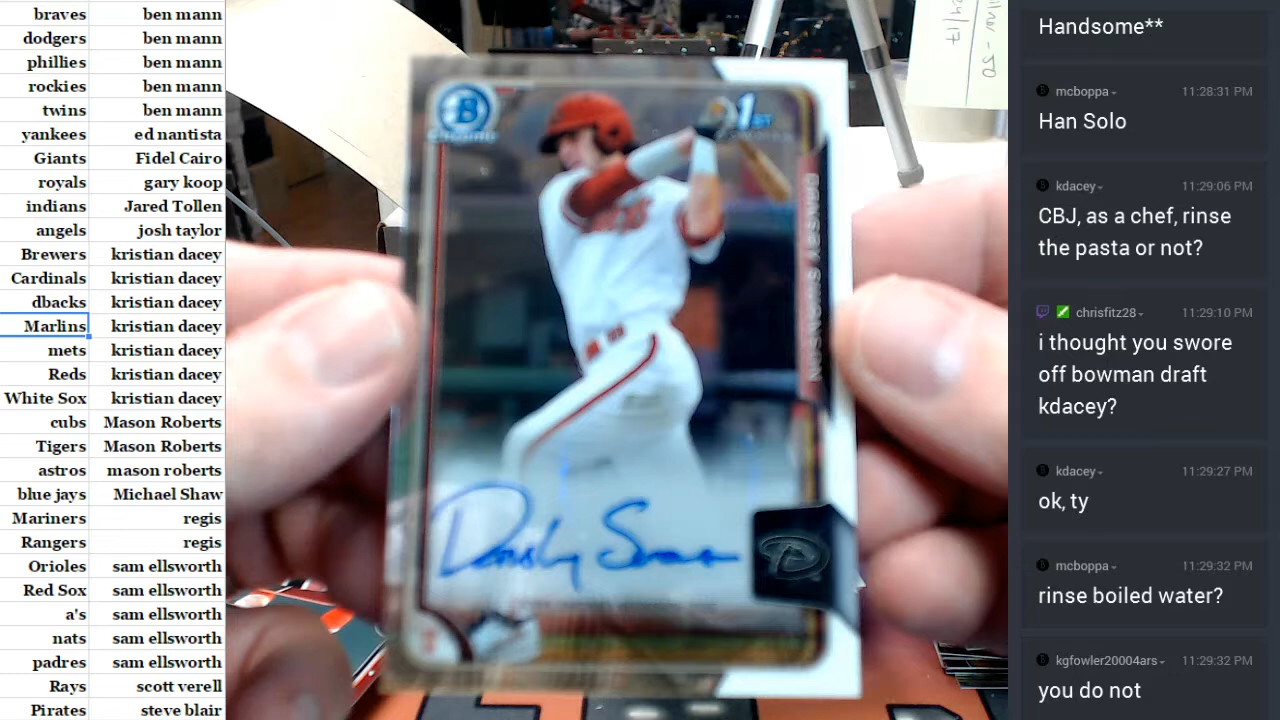 braves ben mann
dodgers ben mann
phillies ben mann
rockies ben mann
twins ben mann
yankees ed nantista
Giants Fidel Cairo
royals gary koop
indians Jared Tollen
angels josh taylor
Brewers kristian dacey
Cardinals kristian dacey
dbacks kristian dacey
Marlins kristian dacey
mets kristian dacey
Reds kristian dacey
White Sox kristian dacey
cubs Mason Roberts
Tigers Mason Roberts
astros mason roberts
blue jays Michael Shaw
Mariners regis
Rangers regis
Orioles sam ellsworth
Red Sox sam ellsworth
a's sam ellsworth
nats sam ellsworth
padres sam ellsworth
Rays scott verell
Pirates steve blair
B
1ST
DANSBY SWANSON
D
Handsome**
mcboppa 11:28:31 PM
Han Solo
kdacey 11:29:06 PM
CBJ, as a chef, rinse
the pasta or not?
chrisfitz28 11:29:10 PM
i thought you swore
off bowman draft
kdacey?
kdacey 11:29:27 PM
ok, ty
mcboppa 11:29:32 PM
rinse boiled water?
kgfowler20004ars 11:29:32 PM
you do not